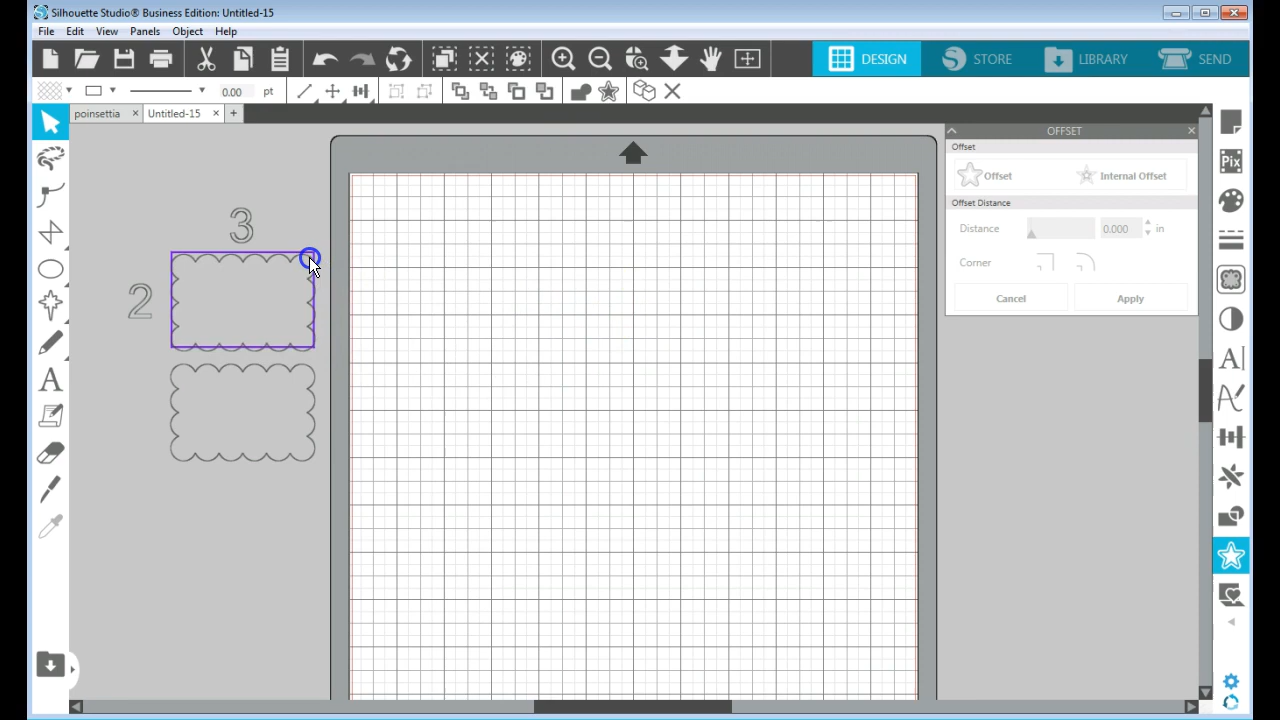 Silhouette Studio® Business Edition: Untitled-15
File Edit View Panels Object Help
DESIGN STORE LIBRARY SEND
0.00 pt
poinsettia × Untitled-15 × +
OFFSET
Offset
Offset Internal Offset
Offset Distance
Distance 0.000 in
Corner
Cancel Apply
Pix
3
2